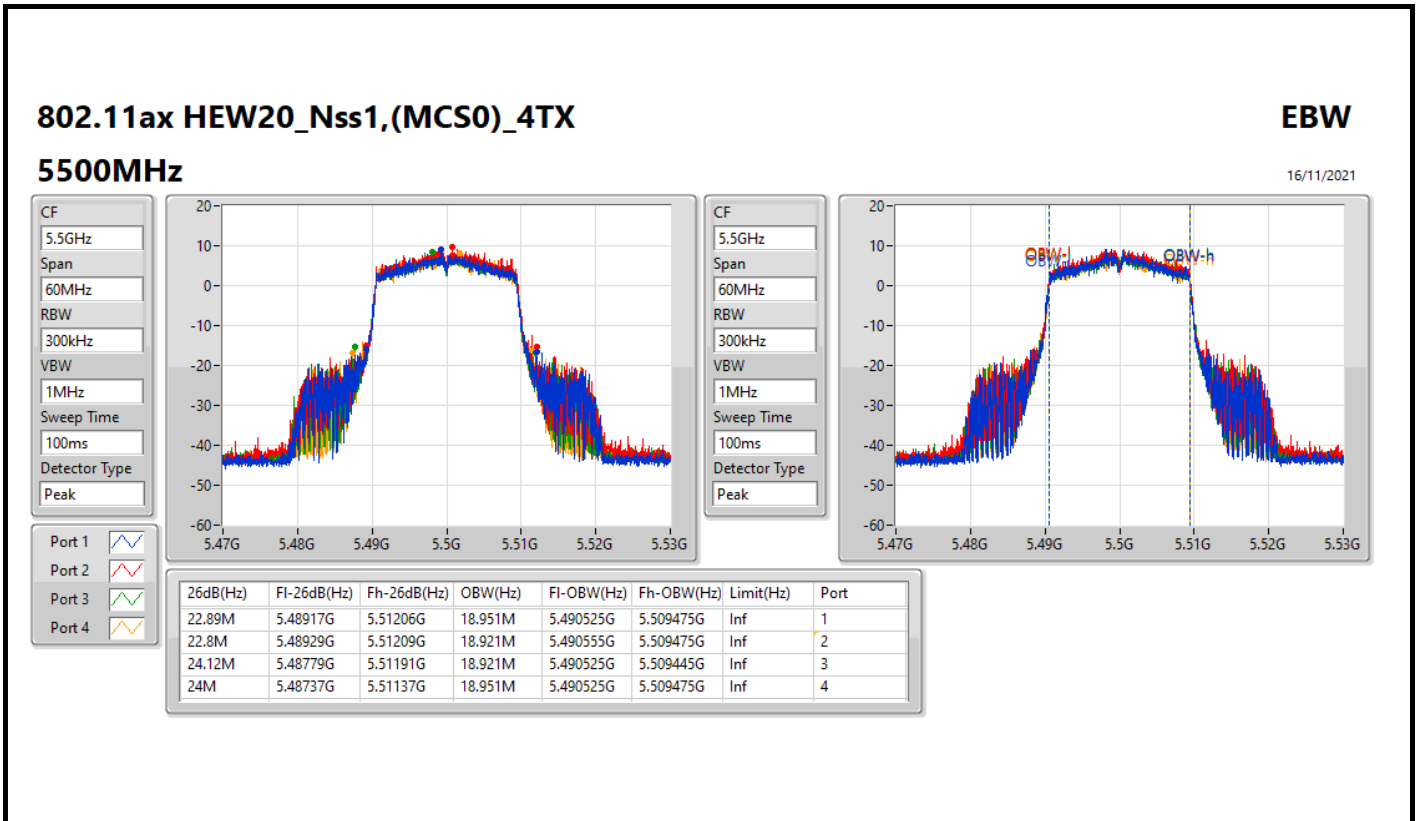 802.11ax HEW20_Nss1,(MCS0)_4TX
EBW
5500MHz
16/11/2021
CF
5.5GHz
Span
60MHz
RBW
300kHz
VBW
1MHz
Sweep Time
100ms
Detector Type
Peak
20
10
0
-10
-20
-30
-40
-50
-60
5.47G 5.48G 5.49G 5.5G 5.51G 5.52G 5.53G
CF
5.5GHz
Span
60MHz
RBW
300kHz
VBW
1MHz
Sweep Time
100ms
Detector Type
Peak
20
10
0
-10
-20
-30
-40
-50
-60
OBW-l OBW-h
5.47G 5.48G 5.49G 5.5G 5.51G 5.52G 5.53G
Port 1
Port 2
Port 3
Port 4
26dB(Hz) Fl-26dB(Hz) Fh-26dB(Hz) OBW(Hz) Fl-OBW(Hz) Fh-OBW(Hz) Limit(Hz) Port
22.89M 5.48917G 5.51206G 18.951M 5.490525G 5.509475G Inf 1
22.8M 5.48929G 5.51209G 18.921M 5.490555G 5.509475G Inf 2
24.12M 5.48779G 5.51191G 18.921M 5.490525G 5.509445G Inf 3
24M 5.48737G 5.51137G 18.951M 5.490525G 5.509475G Inf 4